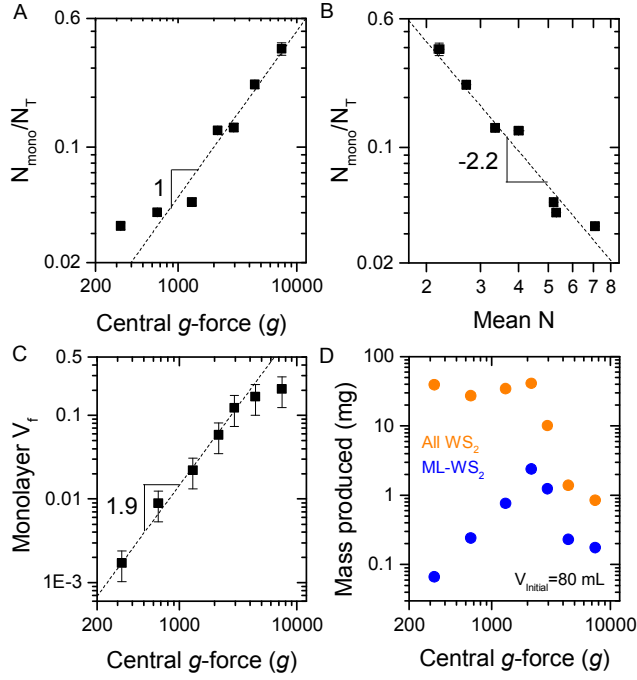 A
0.6
0.1
0.02
N_mono/N_T
1
200
1000
10000
Central g-force (g)
B
0.6
0.1
0.02
N_mono/N_T
-2.2
2
3
4
5
6
7
8
Mean N
C
0.5
0.1
0.01
1E-3
Monolayer V_f
1.9
200
1000
10000
Central g-force (g)
D
100
10
1
0.1
Mass produced (mg)
All WS₂
ML-WS₂
V_Initial=80 mL
200
1000
10000
Central g-force (g)